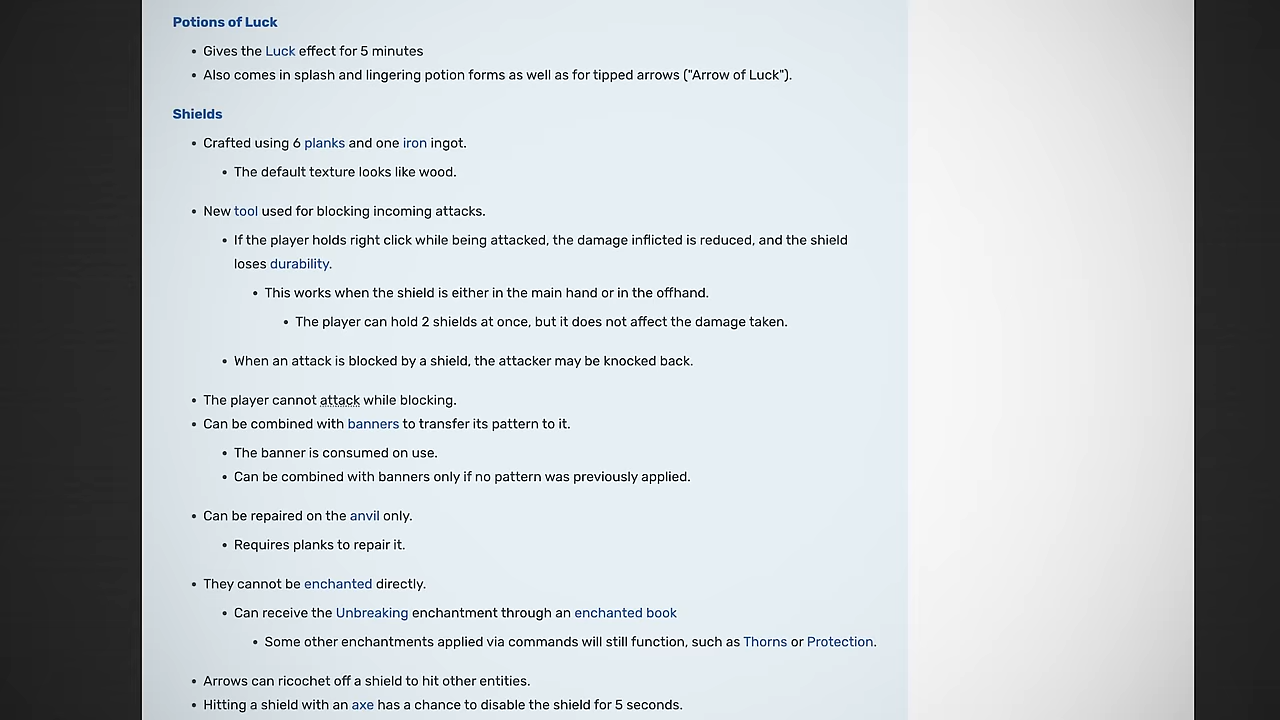 Potions of Luck
Gives the Luck effect for 5 minutes
Also comes in splash and lingering potion forms as well as for tipped arrows ("Arrow of Luck").
Shields
Crafted using 6 planks and one iron ingot.
The default texture looks like wood.
New tool used for blocking incoming attacks.
If the player holds right click while being attacked, the damage inflicted is reduced, and the shield
loses durability.
This works when the shield is either in the main hand or in the offhand.
The player can hold 2 shields at once, but it does not affect the damage taken.
When an attack is blocked by a shield, the attacker may be knocked back.
The player cannot attack while blocking.
Can be combined with banners to transfer its pattern to it.
The banner is consumed on use.
Can be combined with banners only if no pattern was previously applied.
Can be repaired on the anvil only.
Requires planks to repair it.
They cannot be enchanted directly.
Can receive the Unbreaking enchantment through an enchanted book
Some other enchantments applied via commands will still function, such as Thorns or Protection.
Arrows can ricochet off a shield to hit other entities.
Hitting a shield with an axe has a chance to disable the shield for 5 seconds.